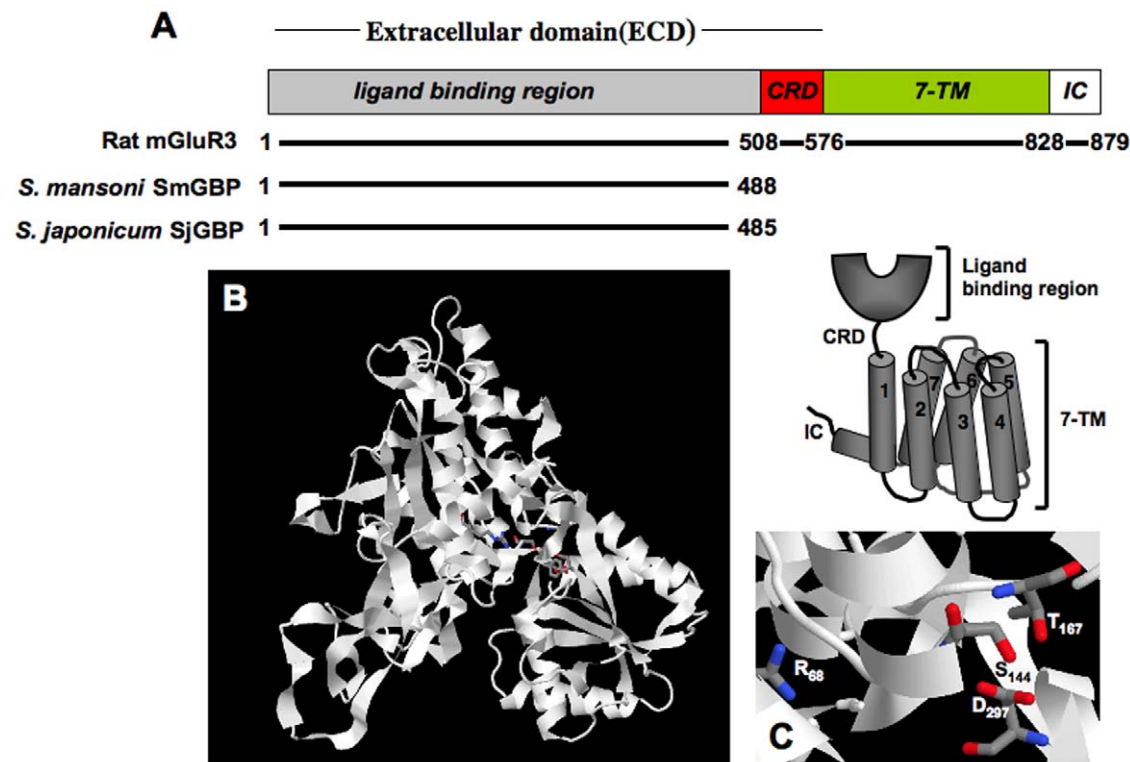 A
Extracellular domain(ECD)
ligand binding region CRD 7-TM IC
Rat mGluR3 1 508 576 828 879
S. mansoni SmGBP 1 488
S. japonicum SjGBP 1 485
B
Ligand
binding region
CRD
1 2 7 3 6 4 5
IC
7-TM
C
R68
S144
T167
D297